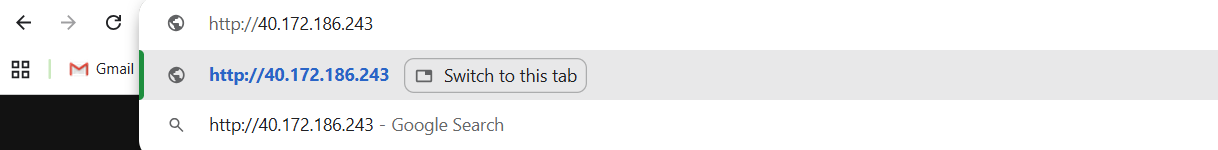 http://40.172.186.243
http://40.172.186.243 Switch to this tab
Gmail
http://40.172.186.243 - Google Search